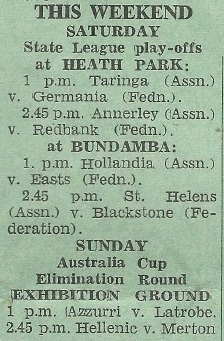 THIS WEEKEND
SATURDAY
State League play-offs
at HEATH PARK:
1 p.m. Taringa (Assn.)
v. Germania (Fedn.).
2.45 p.m. Annerley (Assn.)
v. Redbank (Fedn.).
at BUNDAMBA:
1 p.m. Hollandia (Assn.)
v. Easts (Fedn.).
2.45 p.m. St. Helens
(Assn.) v. Blackstone (Fe-
deration).
SUNDAY
Australia Cup
Elimination Round
EXHIBITION GROUND
1 p.m. Azzurri v. Latrobe.
2.45 p.m. Hellenic v. Merton